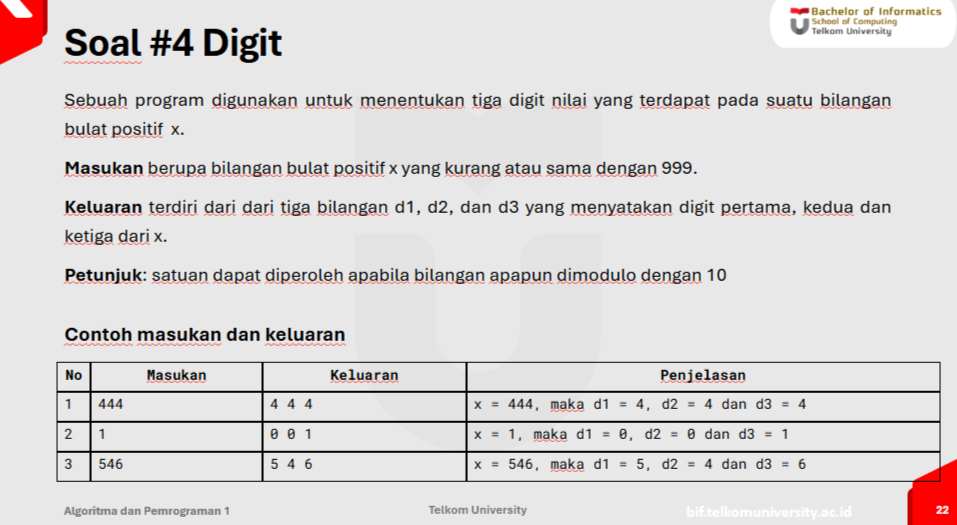 Bachelor of Informatics
School of Computing
Telkom University
Soal #4 Digit
Sebuah program digunakan untuk menentukan tiga digit nilai yang terdapat pada suatu bilangan
bulat positif x.
Masukan berupa bilangan bulat positif x yang kurang atau sama dengan 999.
Keluaran terdiri dari dari tiga bilangan d1, d2, dan d3 yang menyatakan digit pertama, kedua dan
ketiga dari x.
Petunjuk: satuan dapat diperoleh apabila bilangan apapun dimodulo dengan 10
Contoh masukan dan keluaran
No Masukan Keluaran Penjelasan
1 444 4 4 4 x = 444, maka d1 = 4, d2 = 4 dan d3 = 4
2 1 0 0 1 x = 1, maka d1 = 0, d2 = 0 dan d3 = 1
3 546 5 4 6 x = 546, maka d1 = 5, d2 = 4 dan d3 = 6
Algoritma dan Pemrograman 1 Telkom University bif.telkomuniversity.ac.id 22